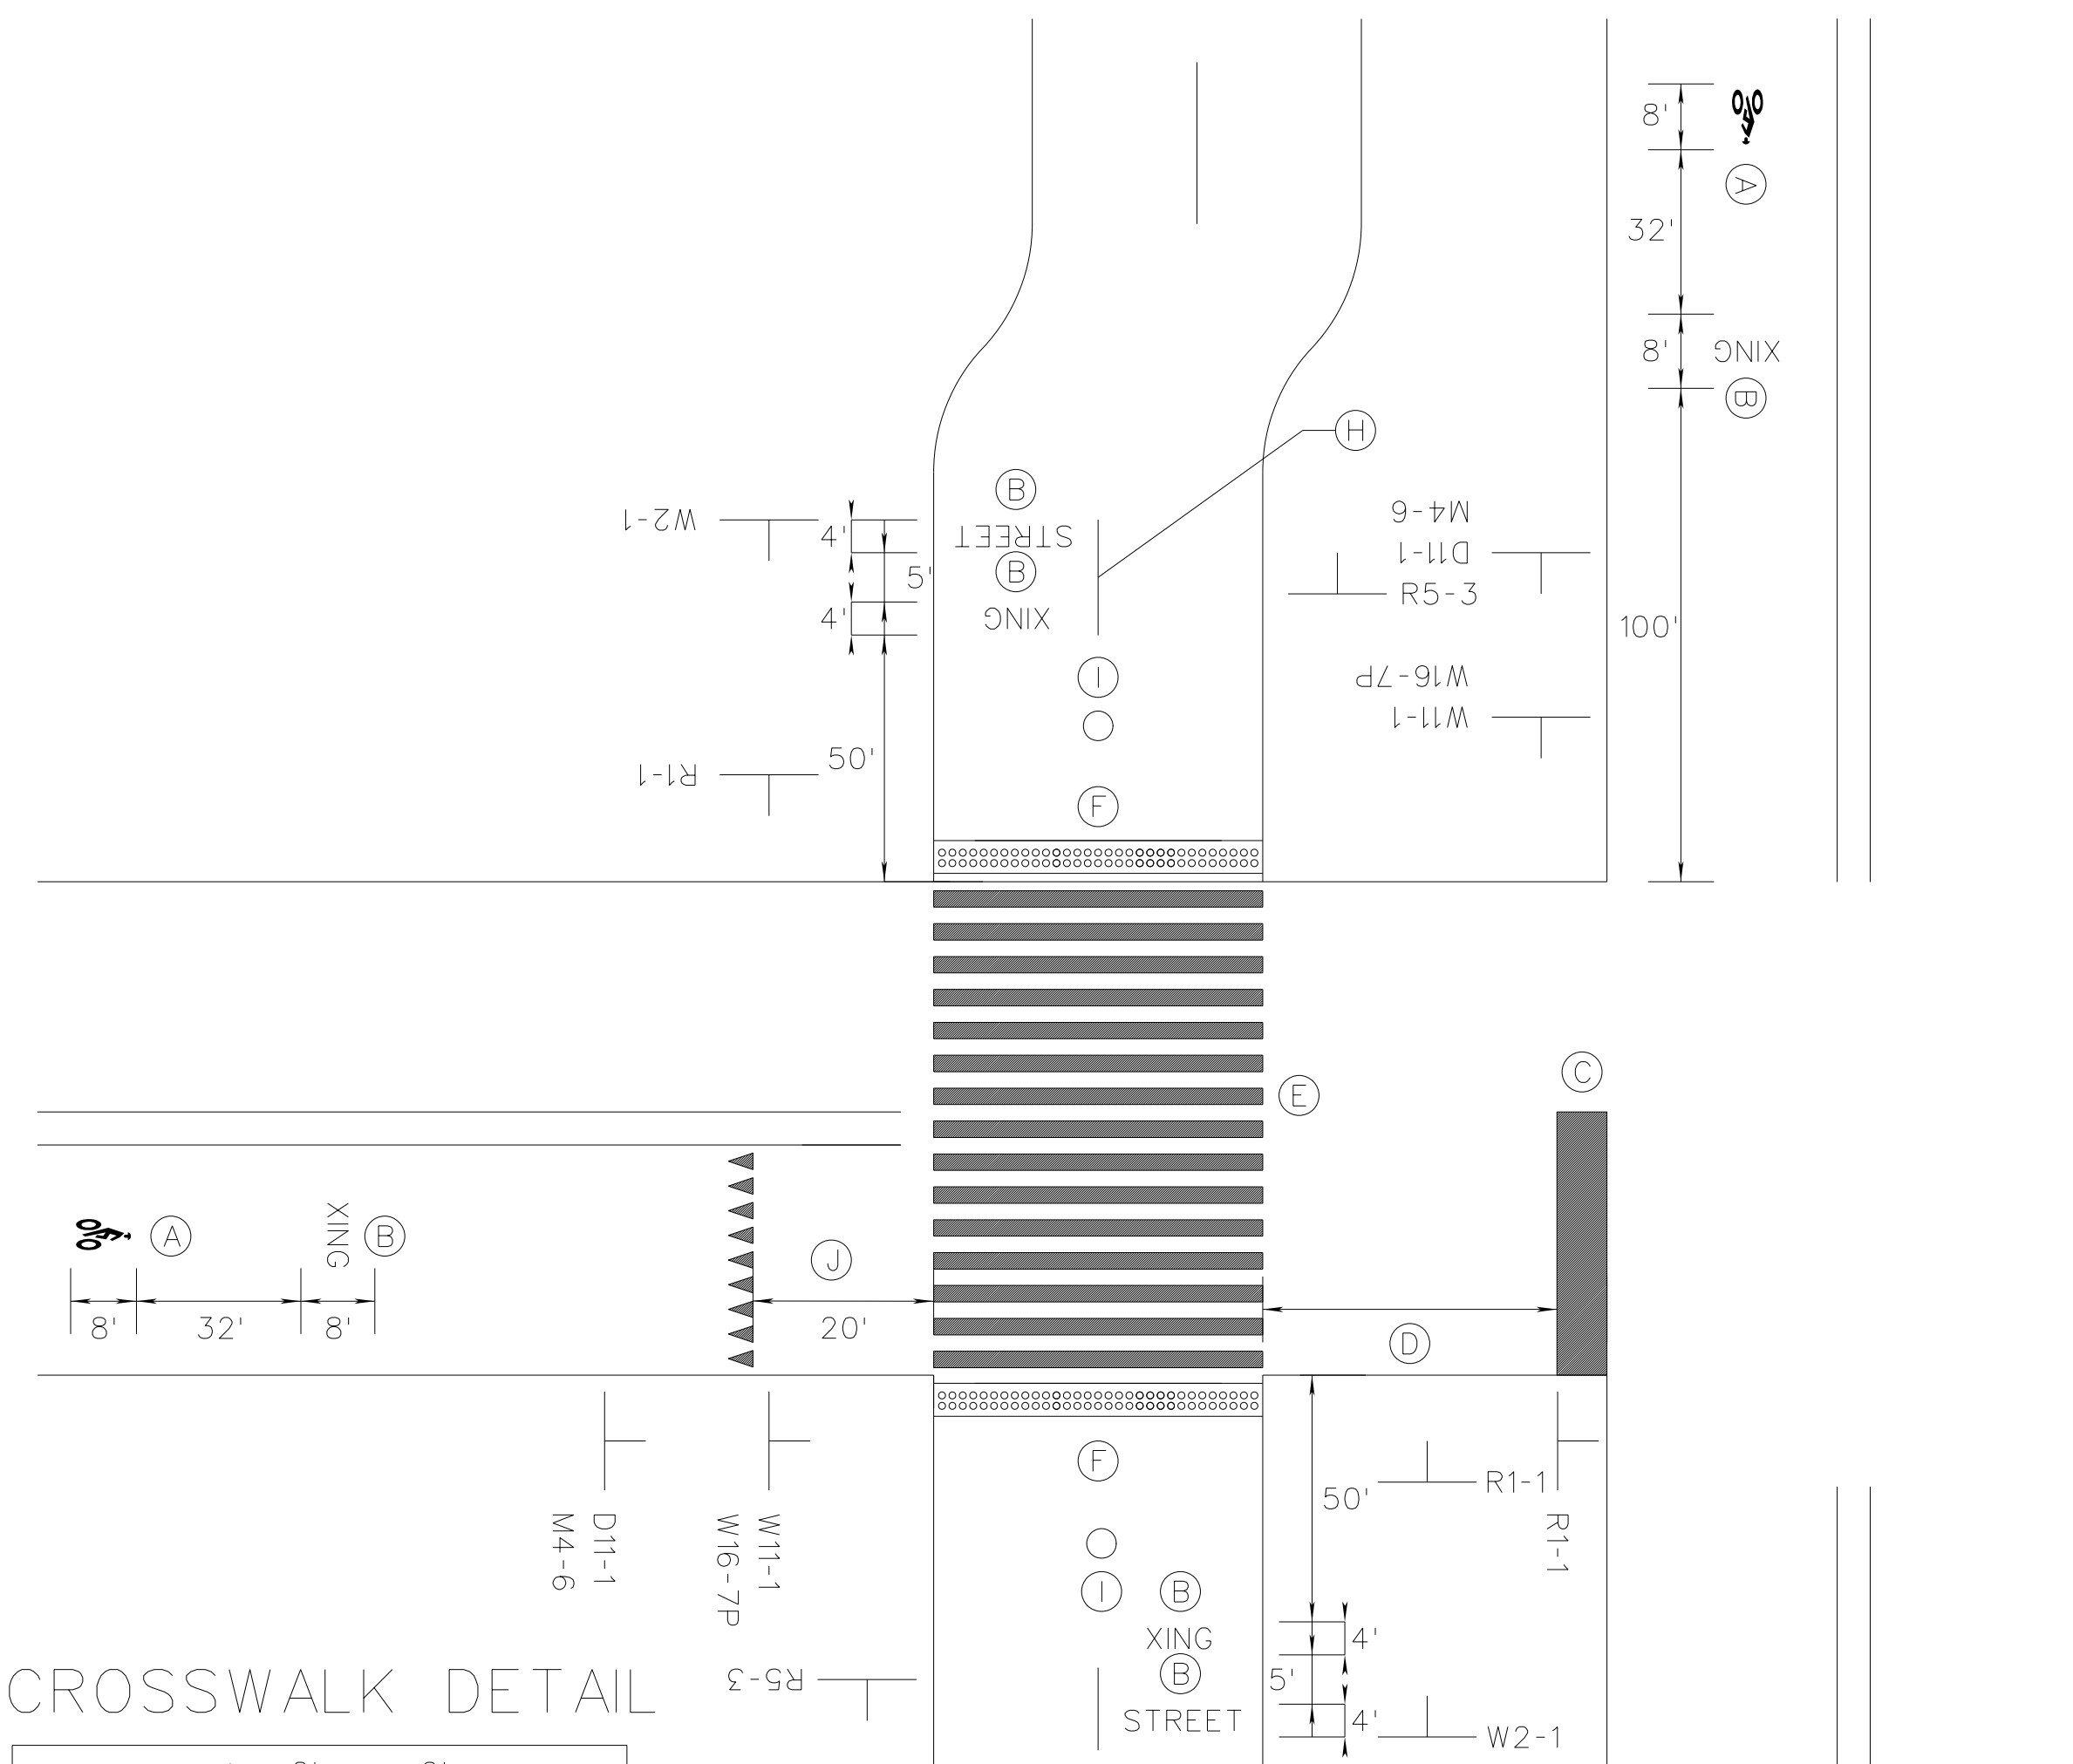 8'
A
32'
8'
XING
B
H
B
W2-1
4'
STREET
M4-6
5'
B
D11-1
R5-3
4'
XING
100'
I
W16-7P
W11-1
50'
R1-1
F
C
E
A
XING
B
J
8'
32'
8'
20'
D
F
50'
R1-1
M4-6
D11-1
W16-7P
W11-1
R1-1
I
B
XING
4'
B
R5-3
5'
STREET
4'
W2-1
CROSSWALK DETAIL